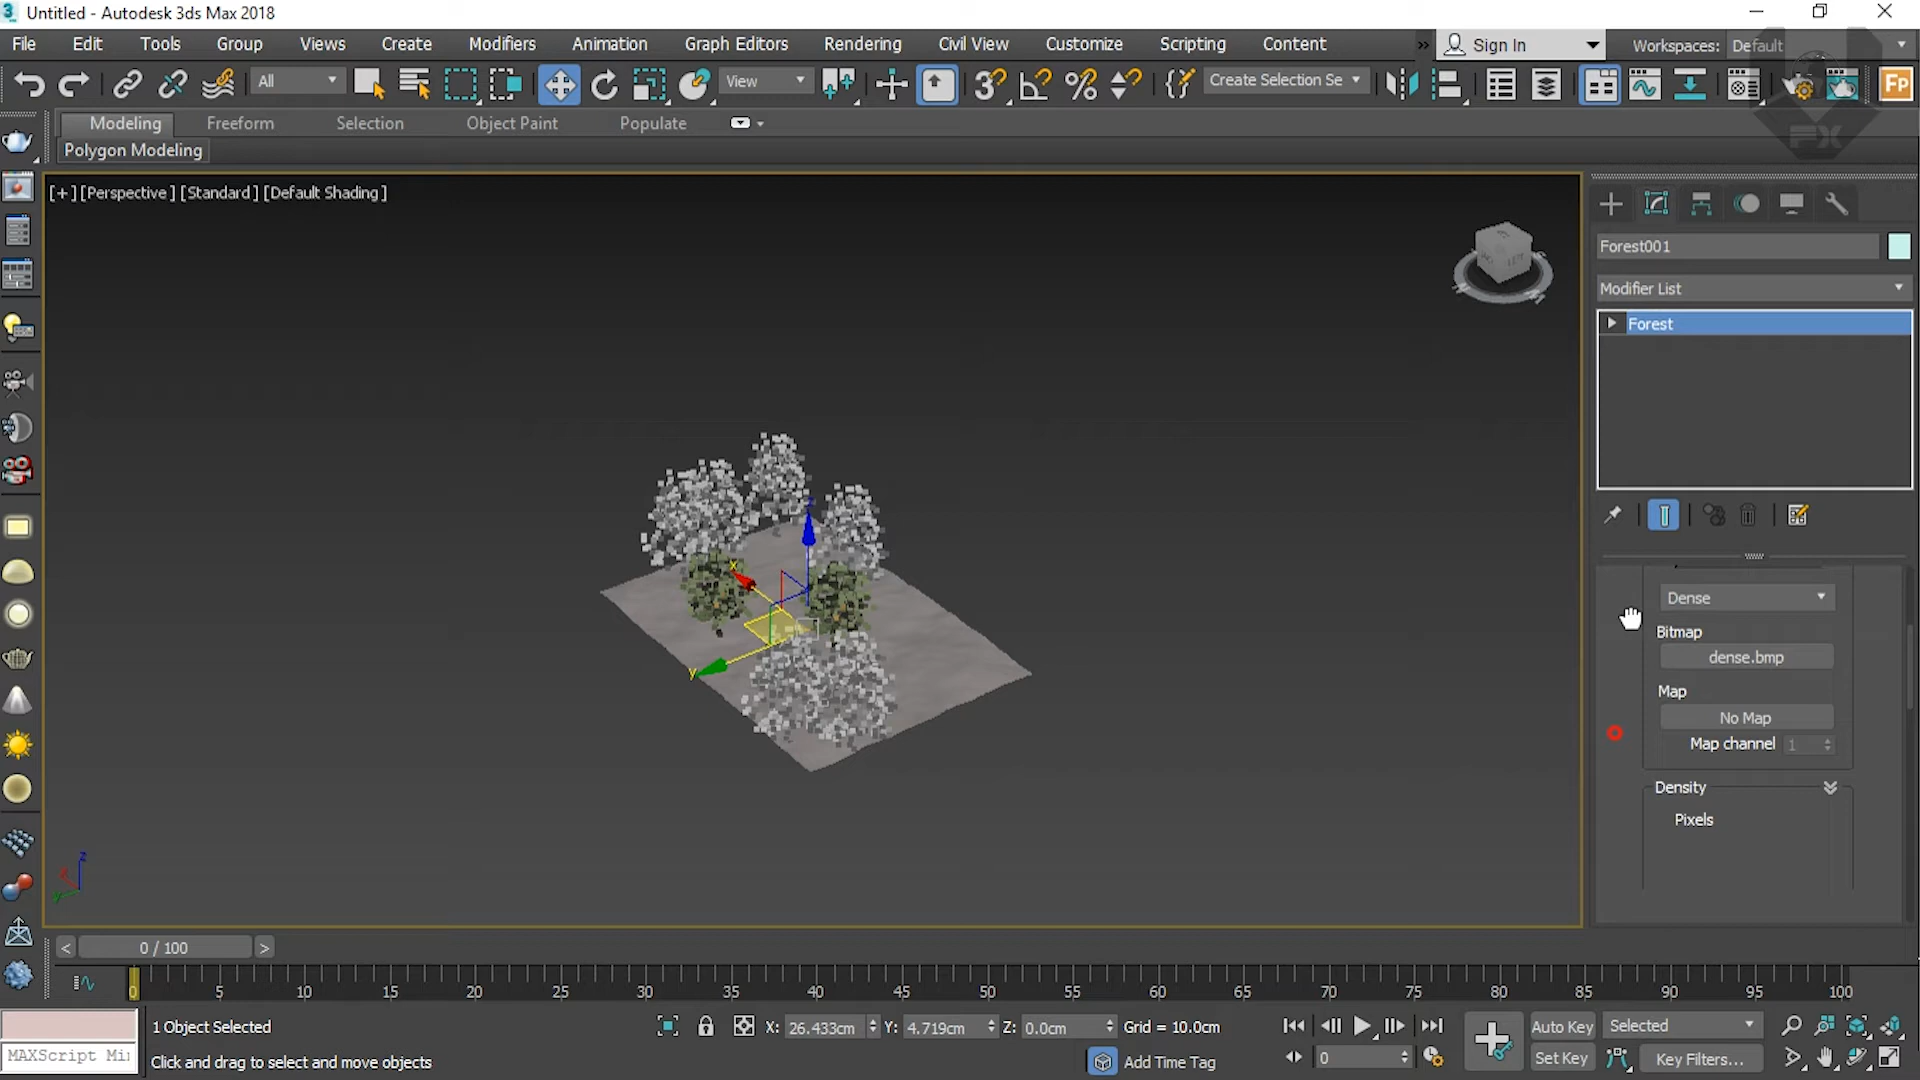 Untitled - Autodesk 3ds Max 2018
File Edit Tools Group Views Create Modifiers Animation Graph Editors Rendering Civil View Customize Scripting Content » Sign In Workspaces: Default
All View Create Selection Se Fp
Modeling Freeform Selection Object Paint Populate
Polygon Modeling
FX
[+] [Perspective] [Standard] [Default Shading]
Forest001
Modifier List
Forest
Dense
Bitmap
dense.bmp
Map
No Map
Map channel 1
Density
Pixels
x
z
y
< 0 / 100 >
0 5 10 15 20 25 30 35 40 45 50 55 60 65 70 75 80 85 90 95 100
1 Object Selected X: 26.433cm Y: 4.719cm Z: 0.0cm Grid = 10.0cm Auto Key Selected
MAXScript Mi Click and drag to select and move objects Add Time Tag 0 Set Key Key Filters...